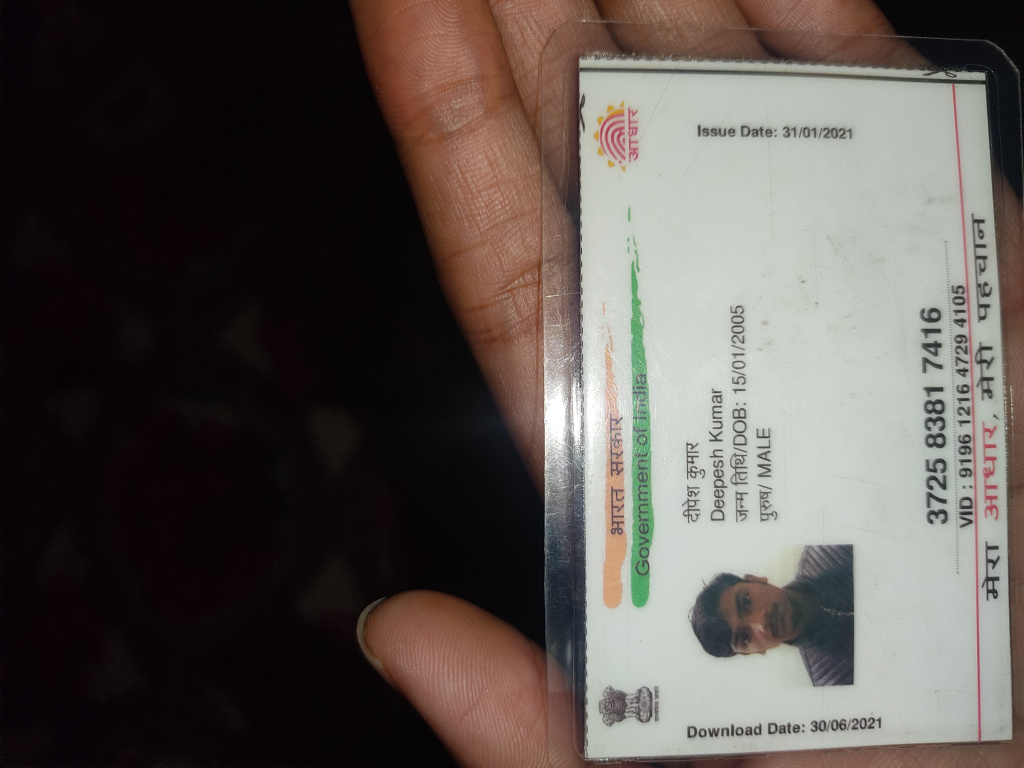 भारत सरकार
Government of India
आधार
Issue Date: 31/01/2021
Download Date: 30/06/2021
दीपेश कुमार
Deepesh Kumar
जन्म तिथि/DOB: 15/01/2005
पुरुष/ MALE
3725 8381 7416
VID : 9196 1216 4729 4105
मेरा आधार, मेरी पहचान